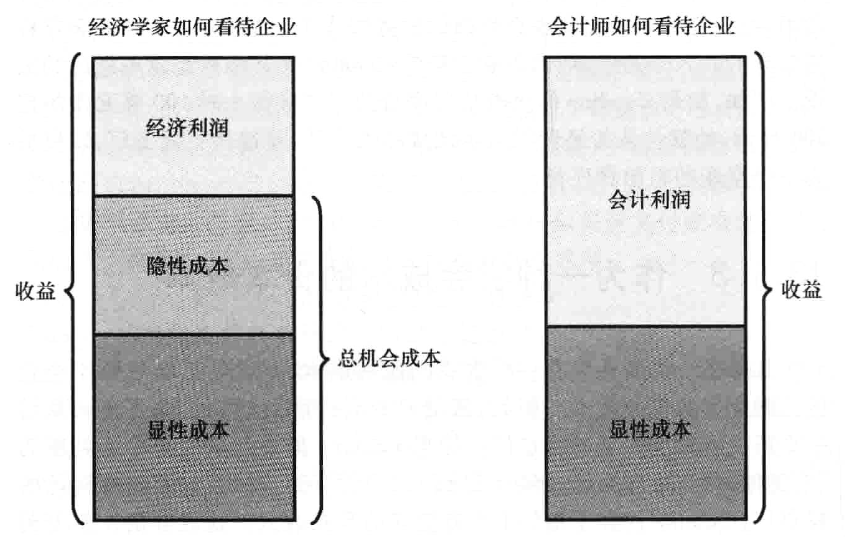 经济学家如何看待企业
会计师如何看待企业
经济利润
隐性成本
显性成本
收益
总机会成本
会计利润
显性成本
收益